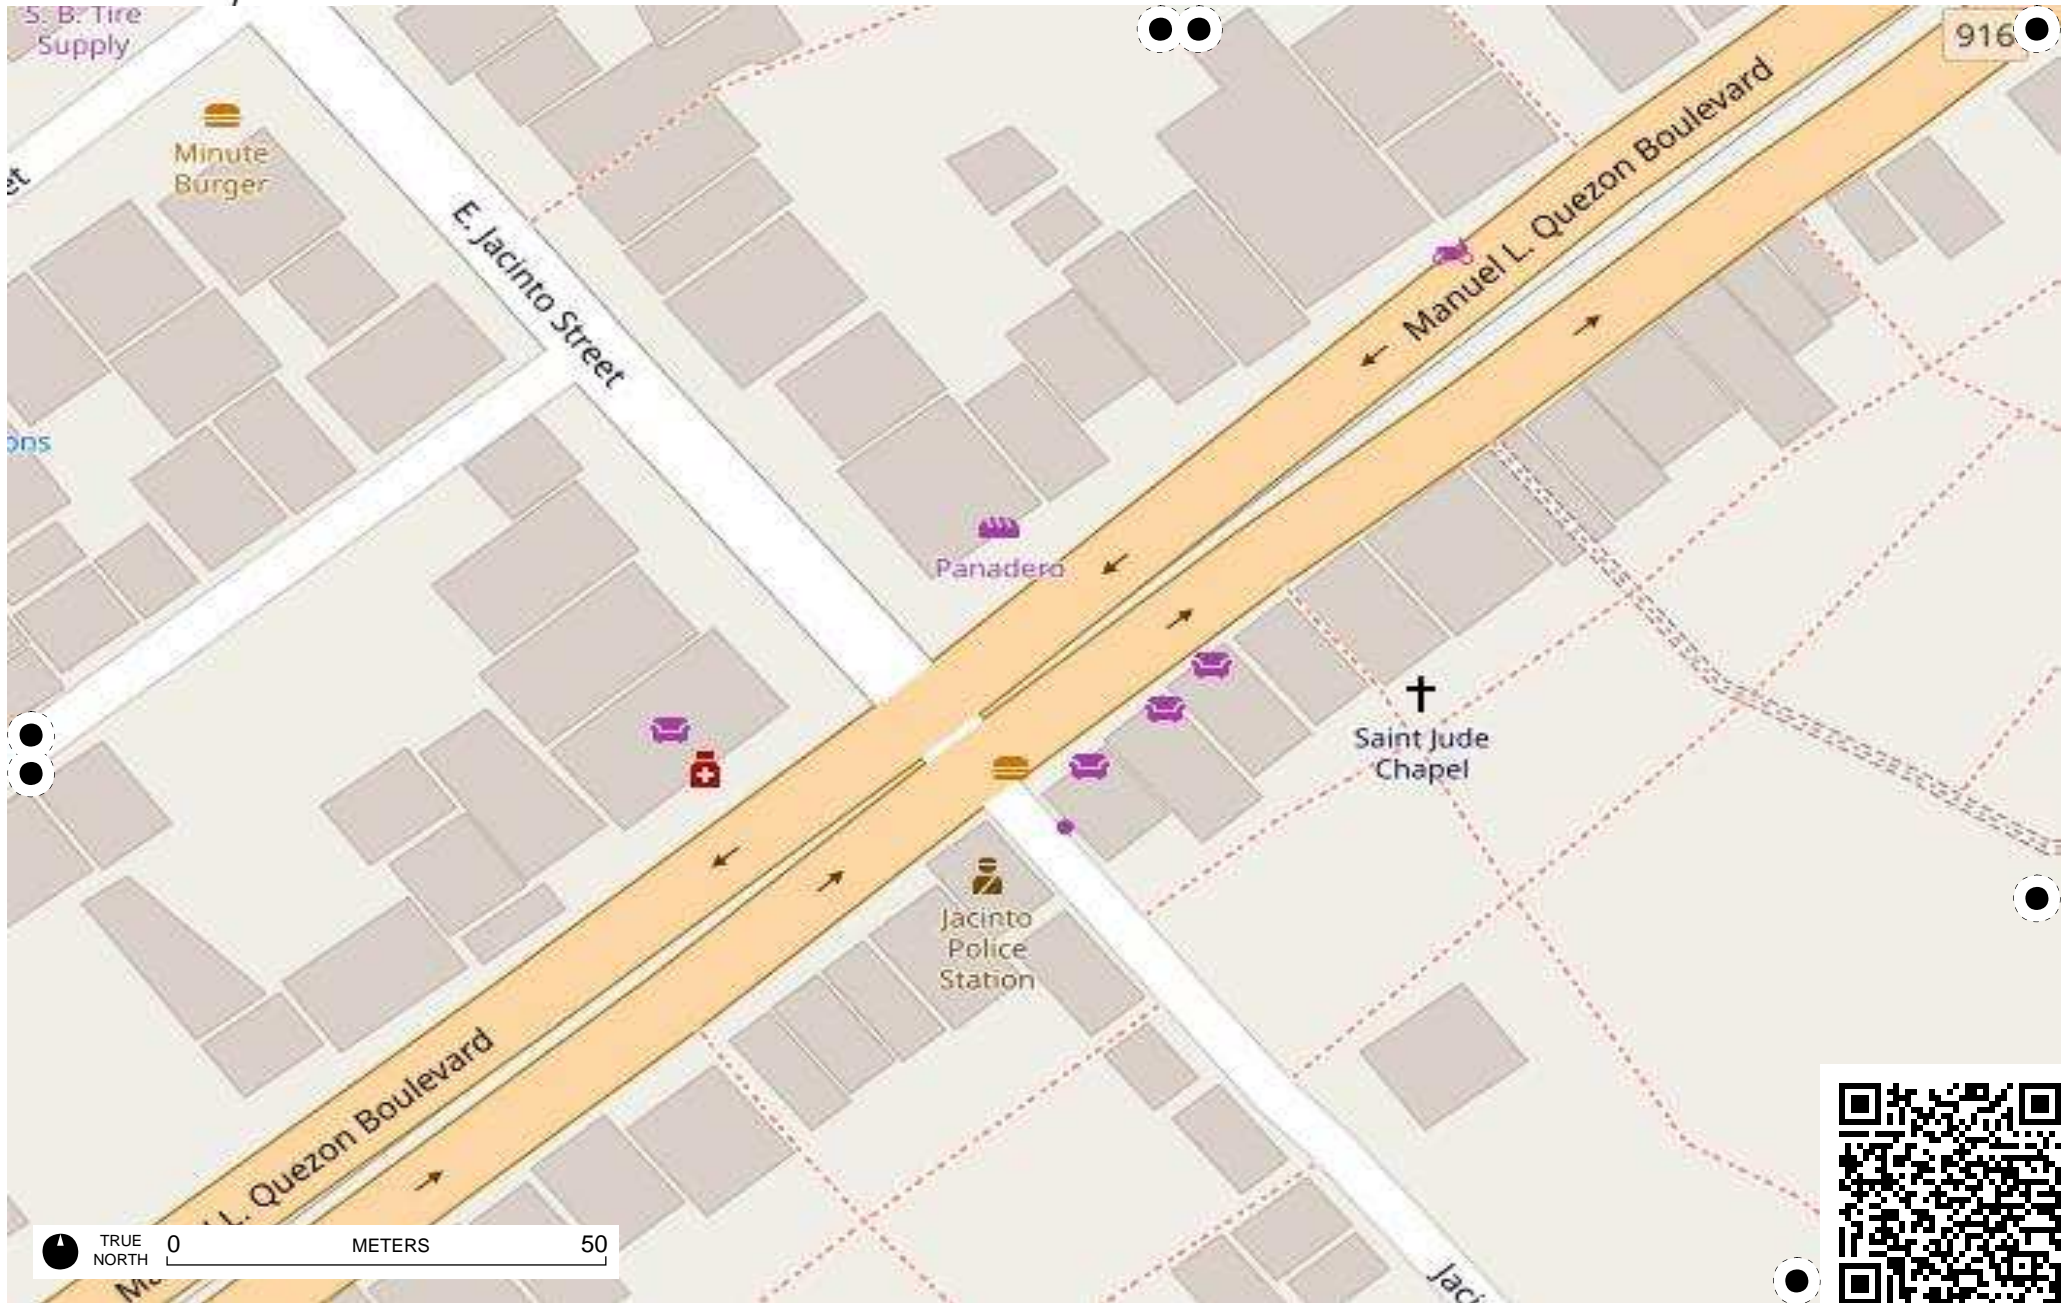 S. B. Tire
Supply
916
Minute
Burger
Manuel L. Quezon Boulevard
E. Jacinto Street
Panadero
Saint Jude
Chapel
Jacinto
Police
Station
L. Quezon Boulevard
TRUE
NORTH
0 METERS 50